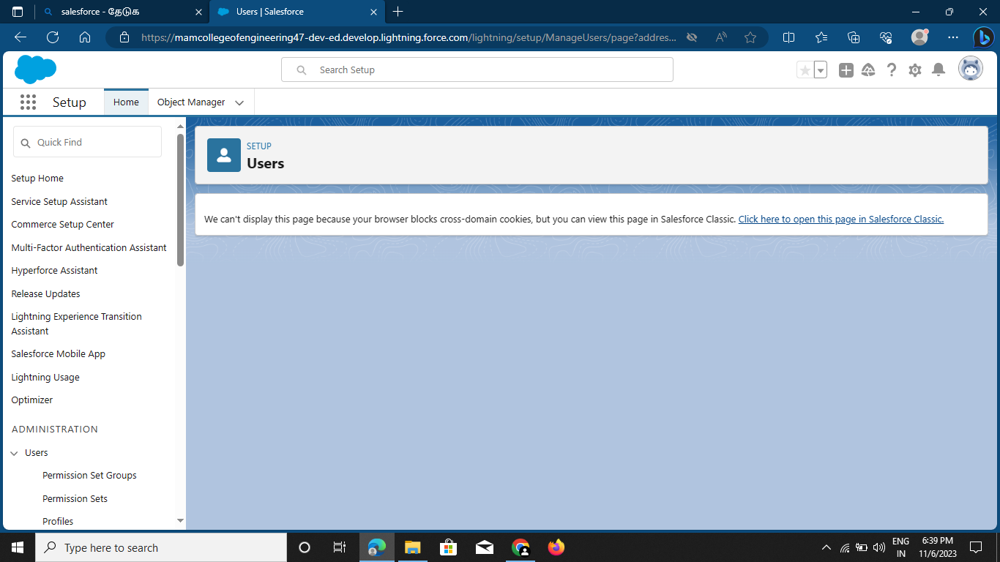 salesforce - தேடுக
Users | Salesforce
https://mamcollegeofengineering47-dev-ed.develop.lightning.force.com/lightning/setup/ManageUsers/page?addres...
Search Setup
Setup
Home
Object Manager
Quick Find
Setup Home
Service Setup Assistant
Commerce Setup Center
Multi-Factor Authentication Assistant
Hyperforce Assistant
Release Updates
Lightning Experience Transition
Assistant
Salesforce Mobile App
Lightning Usage
Optimizer
ADMINISTRATION
Users
Permission Set Groups
Permission Sets
Profiles
SETUP
Users
We can't display this page because your browser blocks cross-domain cookies, but you can view this page in Salesforce Classic. Click here to open this page in Salesforce Classic.
Type here to search
ENG
IN
6:39 PM
11/6/2023